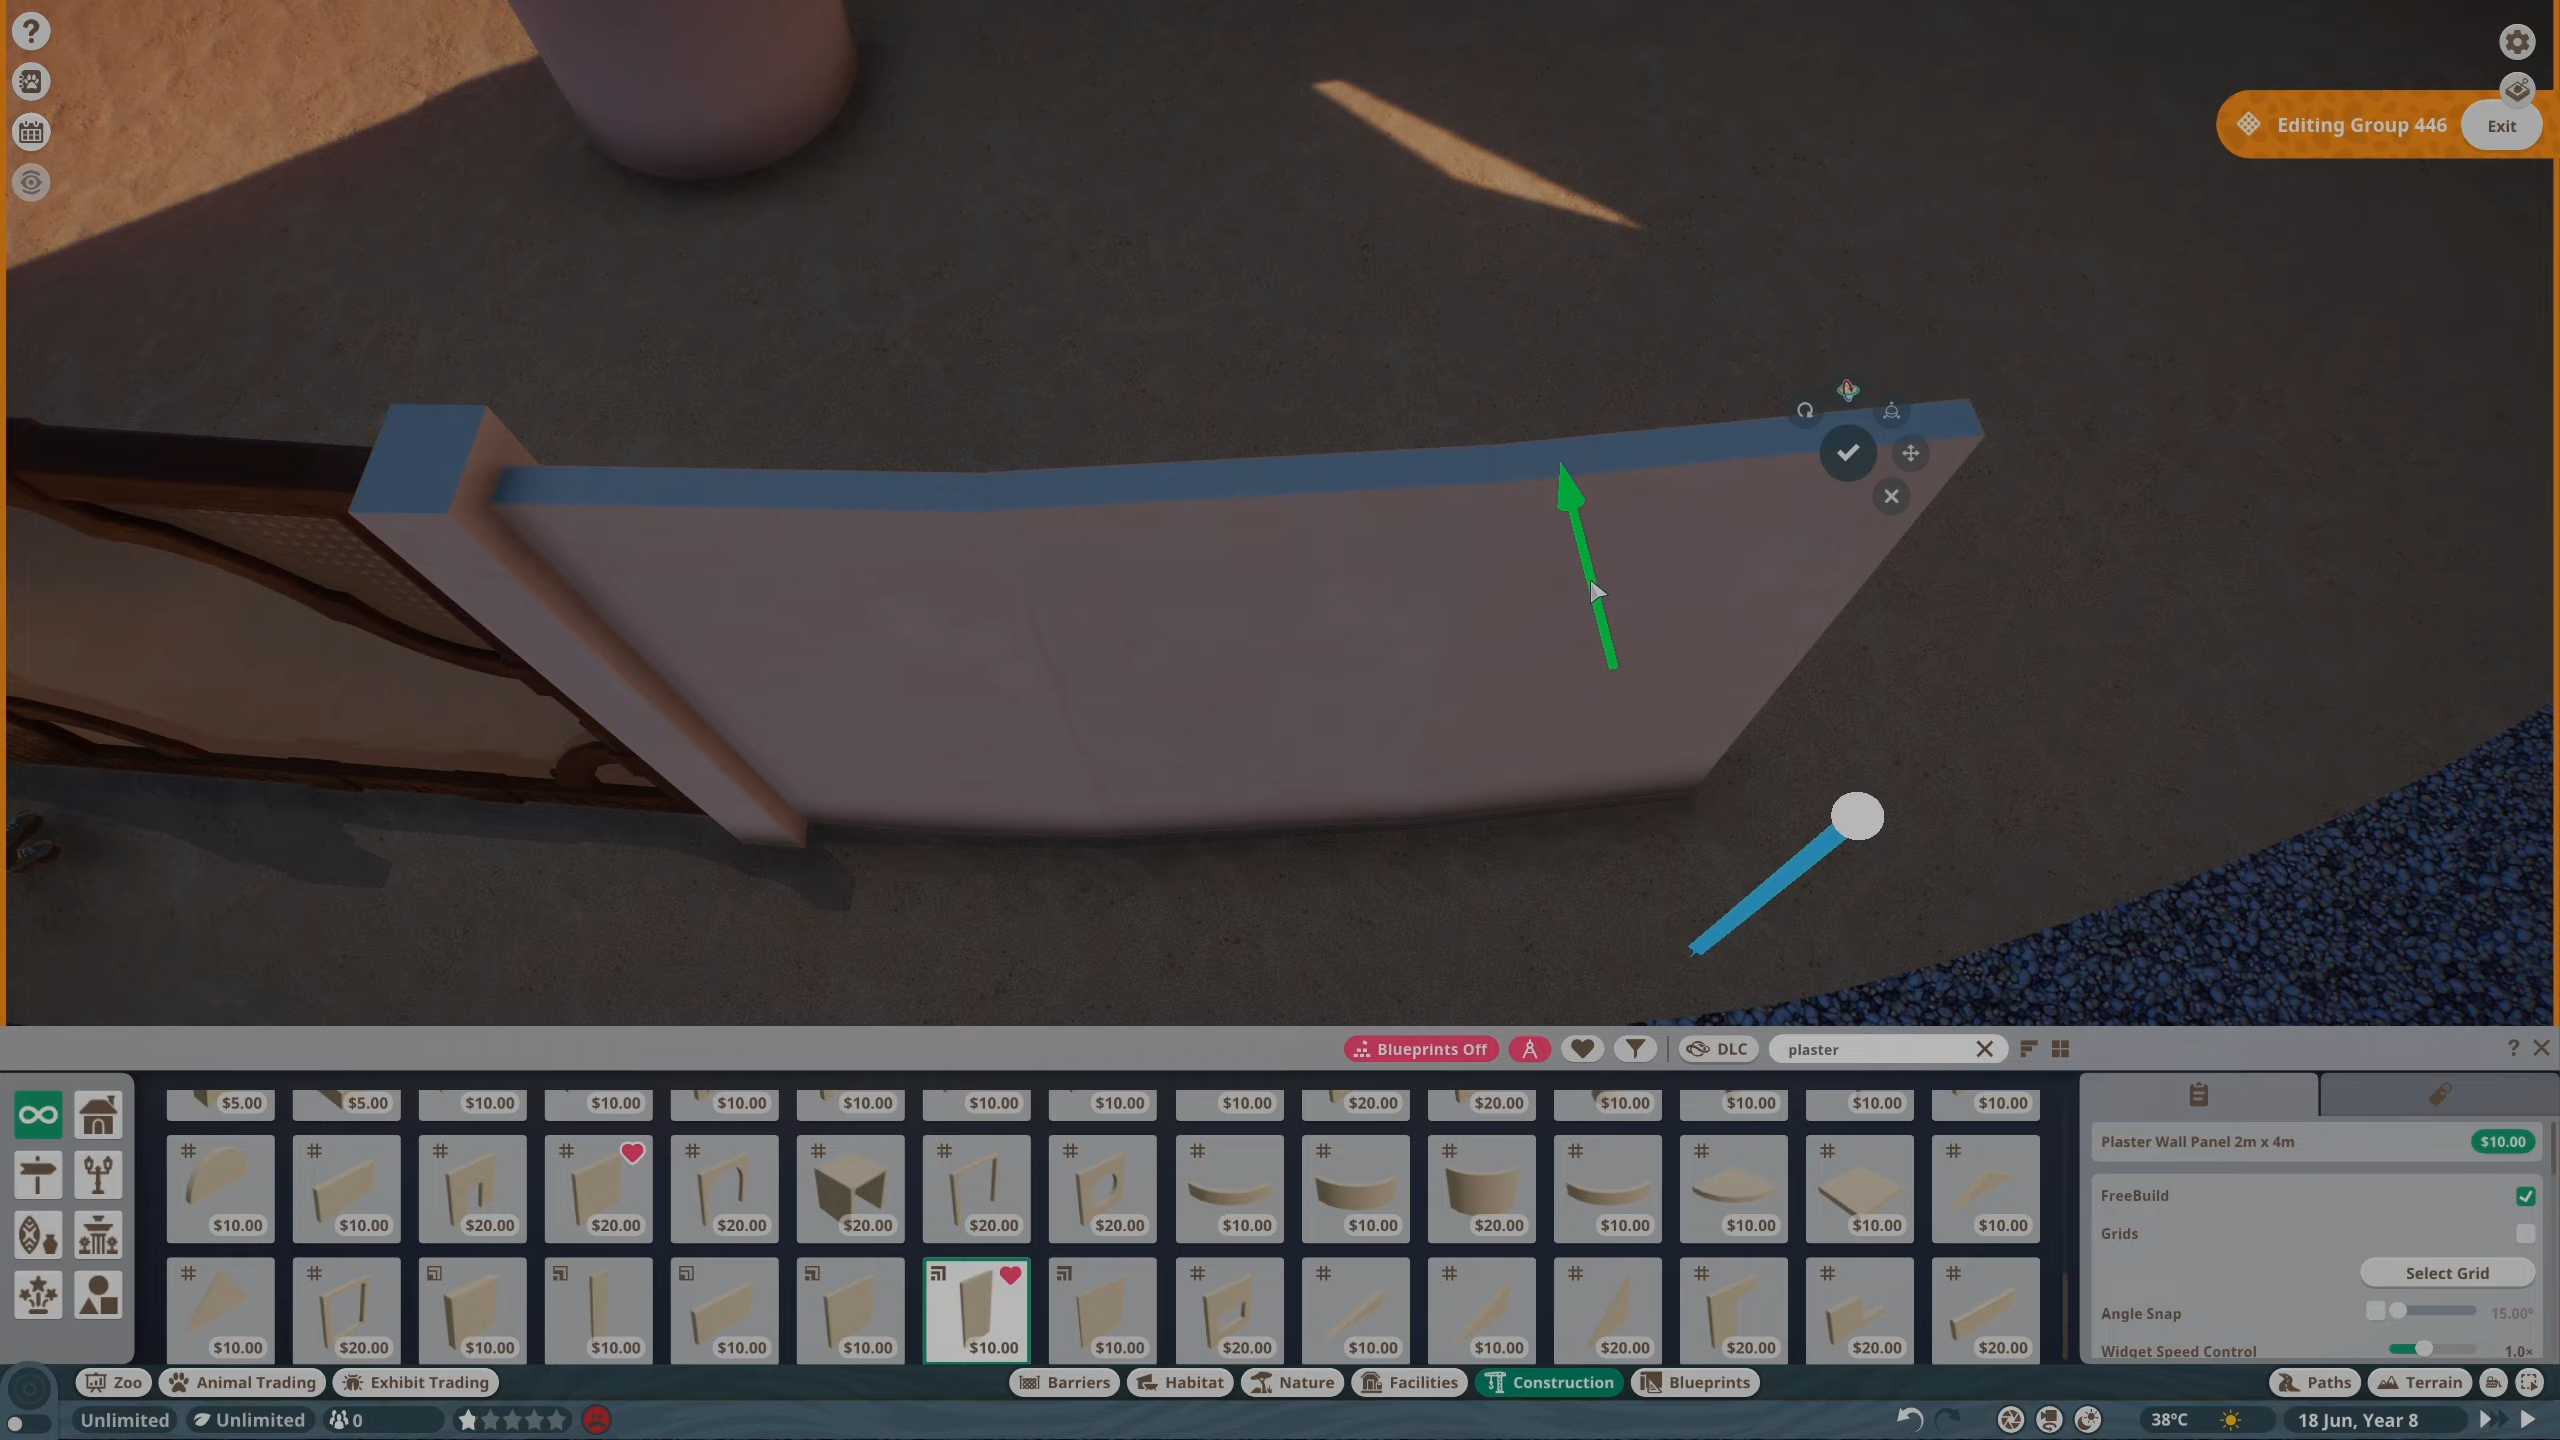 Editing Group 446
Exit
Blueprints Off
DLC
plaster
$5.00 $5.00 $10.00 $10.00 $10.00 $10.00 $10.00 $10.00 $10.00 $20.00 $20.00 $10.00 $10.00 $10.00 $10.00
$10.00 $10.00 $20.00 $20.00 $20.00 $20.00 $20.00 $20.00 $10.00 $10.00 $20.00 $10.00 $10.00 $10.00 $10.00
$10.00 $20.00 $10.00 $10.00 $10.00 $10.00 $10.00 $10.00 $20.00 $10.00 $10.00 $10.00 $20.00 $20.00 $20.00
Plaster Wall Panel 2m x 4m $10.00
FreeBuild
Grids
Select Grid
Angle Snap 15.00°
Widget Speed Control 1.0×
Zoo Animal Trading Exhibit Trading Barriers Habitat Nature Facilities Construction Blueprints Paths Terrain
Unlimited Unlimited 0 38°C 18 Jun, Year 8